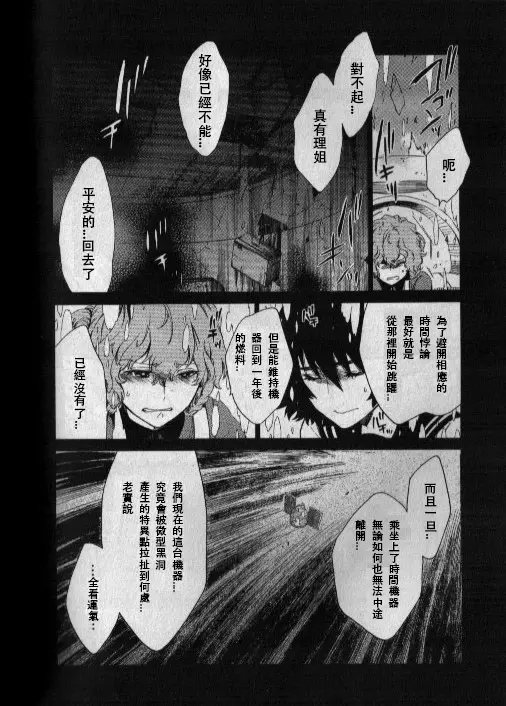 呃…
對不起…
真有理姐
好像已經不能…
平安的…回去了
為了避開相應的
時間悖論
最好就是
從那裡開始跳躍…
但是能維持機
器回到一年後
的燃料…
已經沒有了…
而且一旦…
乘坐上了時間機器
無論如何也無法中途
離開…
我們現在的這台機器…
究竟會被微型黑洞
產生的特異點拉扯到何處…
老實說
…全看運氣…